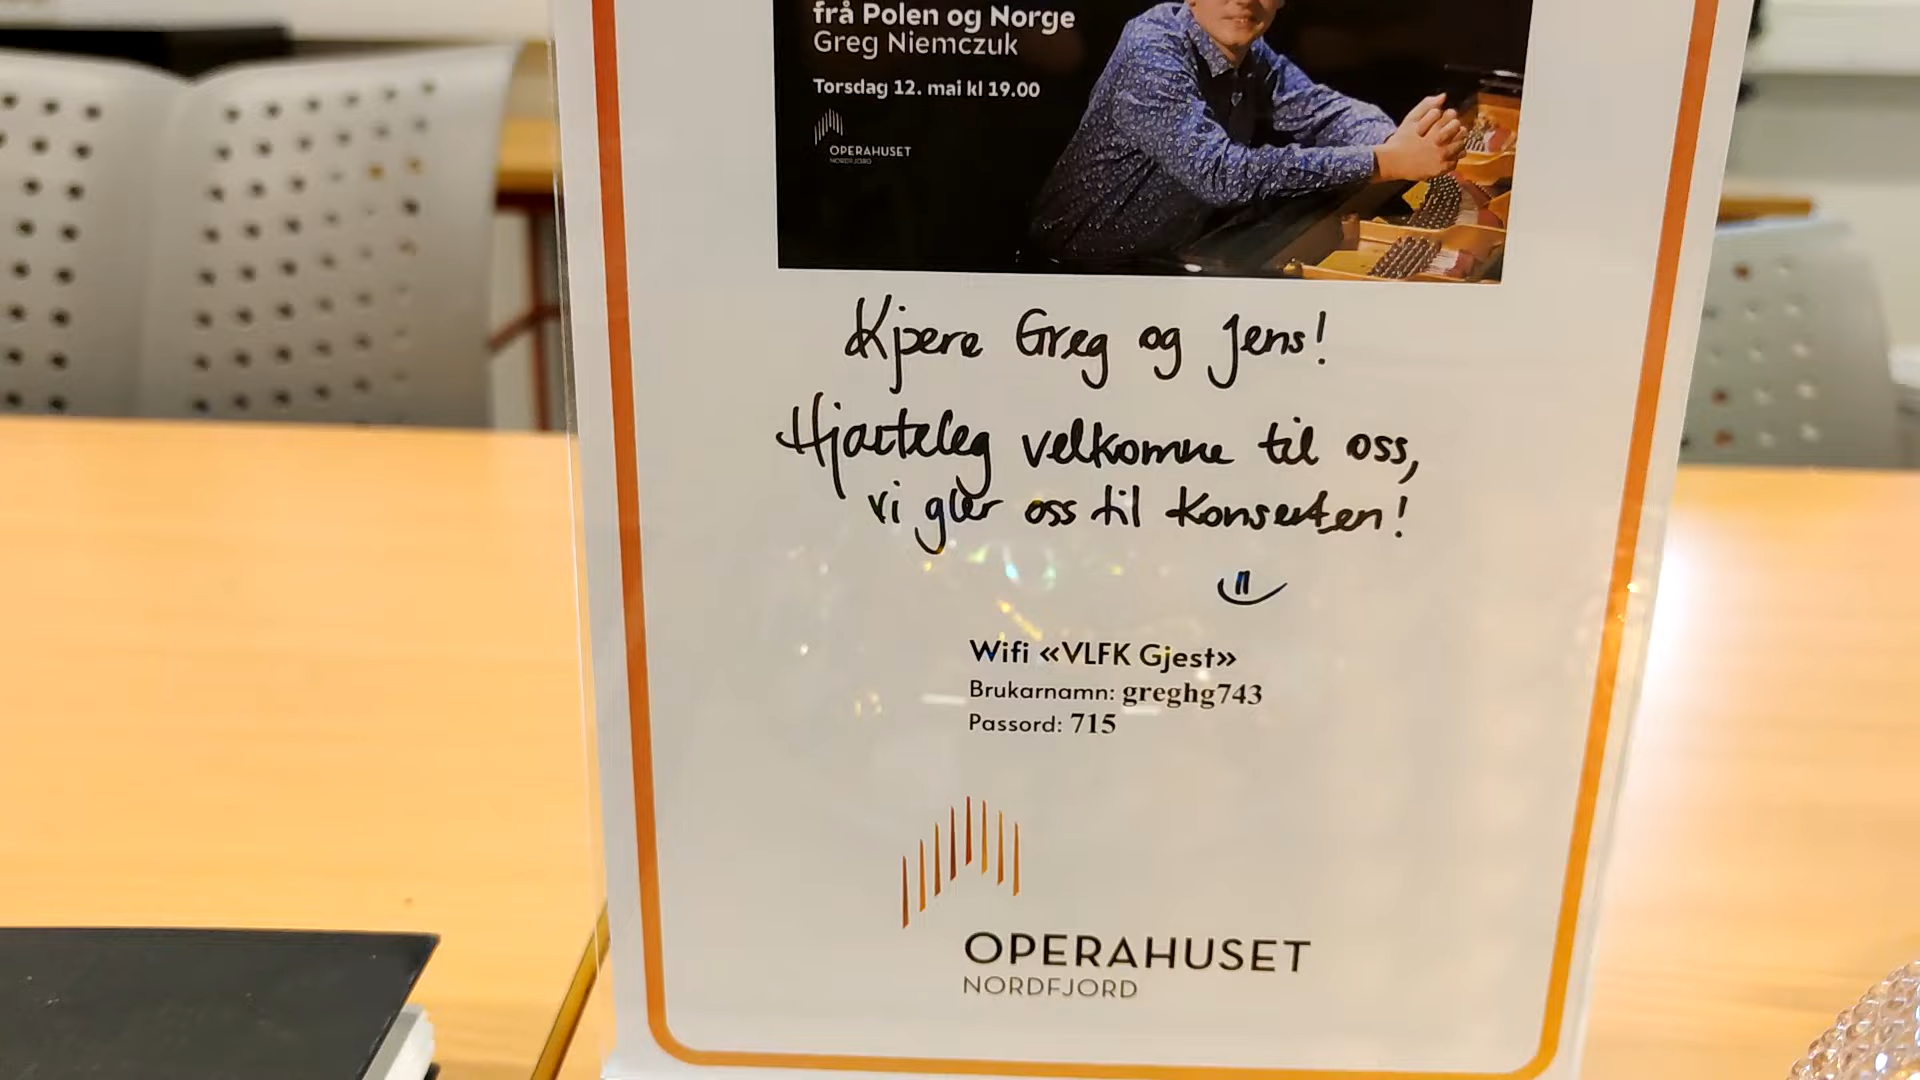 frå Polen og Norge
Greg Niemczuk
Torsdag 12. mai kl 19.00
OPERAHUSET
NORDFJORD
Kjære Greg og Jens!
Hjarteleg velkomne til oss,
vi gler oss til konserten!
Wifi «VLFK Gjest»
Brukarnamn: greghg743
Passord: 715
OPERAHUSET
NORDFJORD